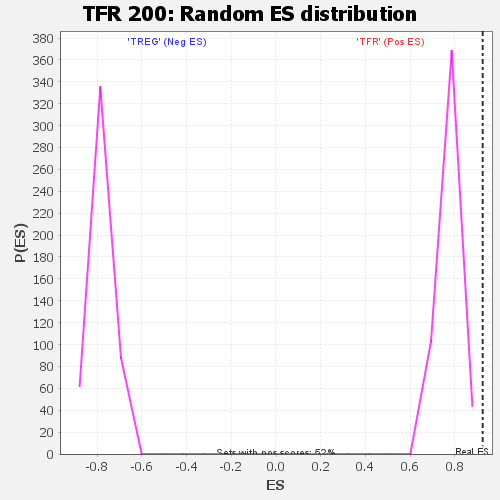 TFR 200: Random ES distribution
'TREG' (Neg ES) 'TFR' (Pos ES)
380
360
340
320
300
280
260
240
220
200
180
160
140
120
100
80
60
40
20
0
P(ES)
Sets with pos scores: 52%
Real ES
-0.8 -0.6 -0.4 -0.2 0.0 0.2 0.4 0.6 0.8
ES